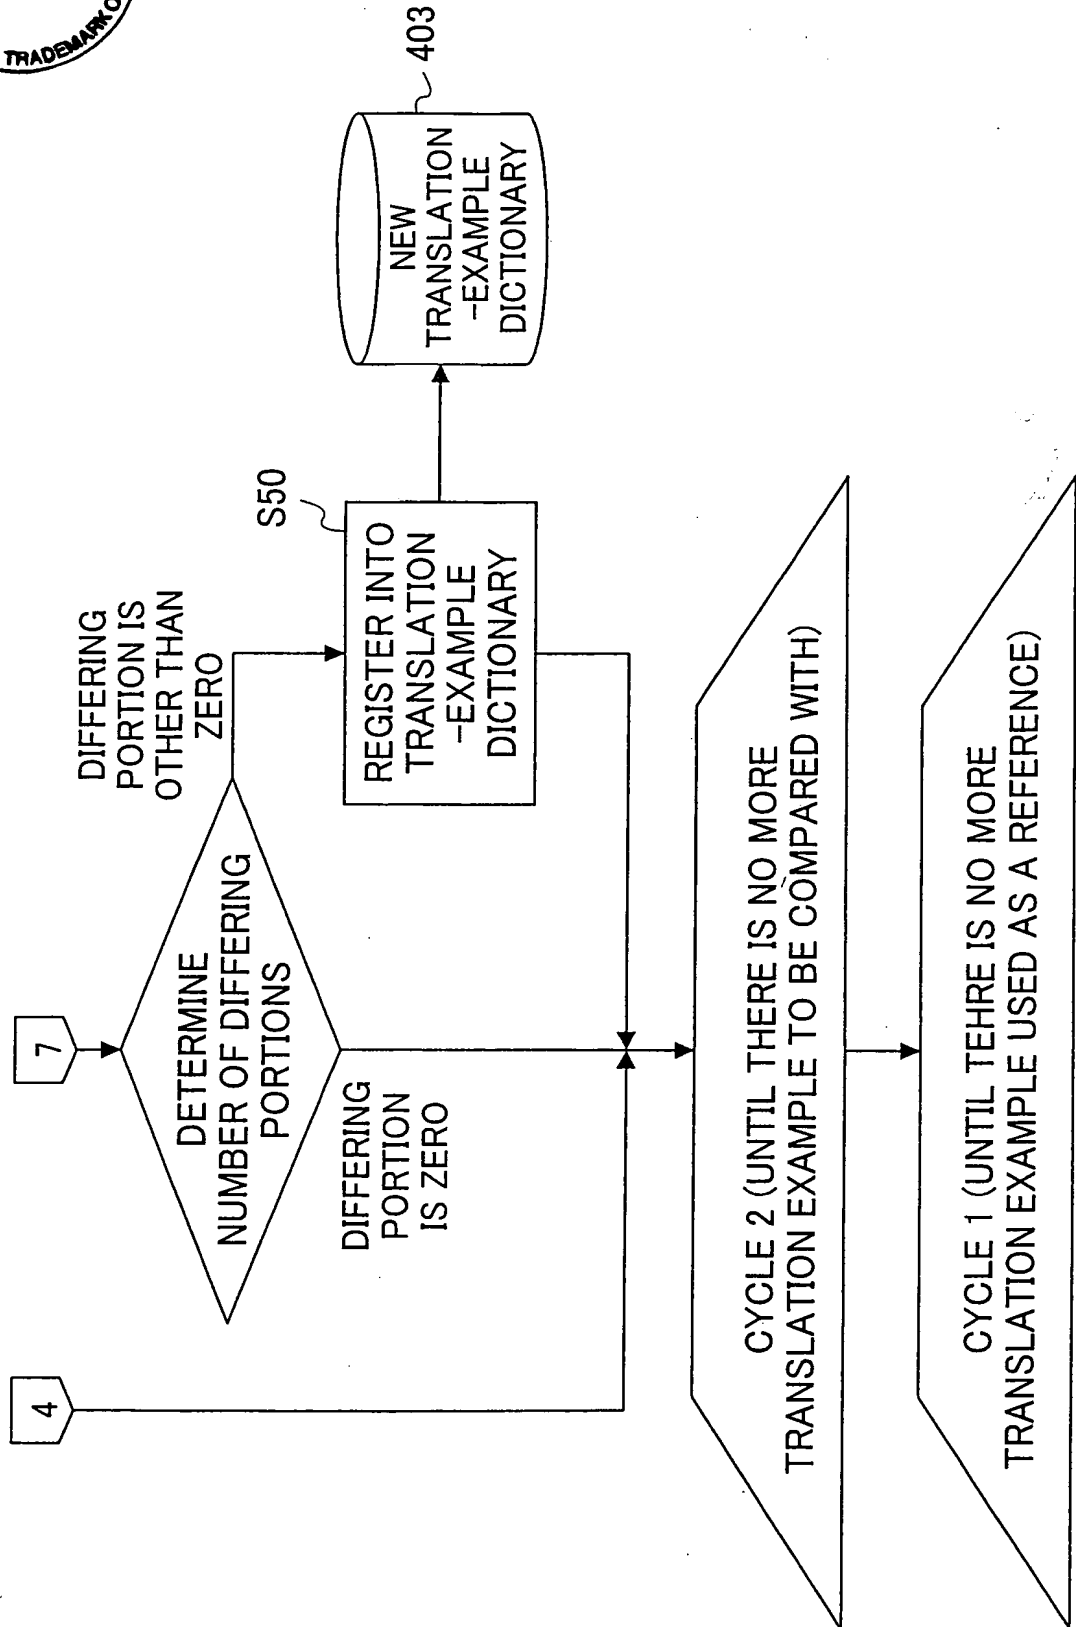 TRADEMARK O
7
4
DETERMINE
NUMBER OF DIFFERING
PORTIONS
DIFFERING
PORTION IS
OTHER THAN
ZERO
DIFFERING
PORTION
IS ZERO
S50
REGISTER INTO
TRANSLATION
-EXAMPLE
DICTIONARY
NEW
TRANSLATION
-EXAMPLE
DICTIONARY
403
CYCLE 2 (UNTIL THERE IS NO MORE
TRANSLATION EXAMPLE TO BE COMPARED WITH)
CYCLE 1 (UNTIL TEHRE IS NO MORE
TRANSLATION EXAMPLE USED AS A REFERENCE)